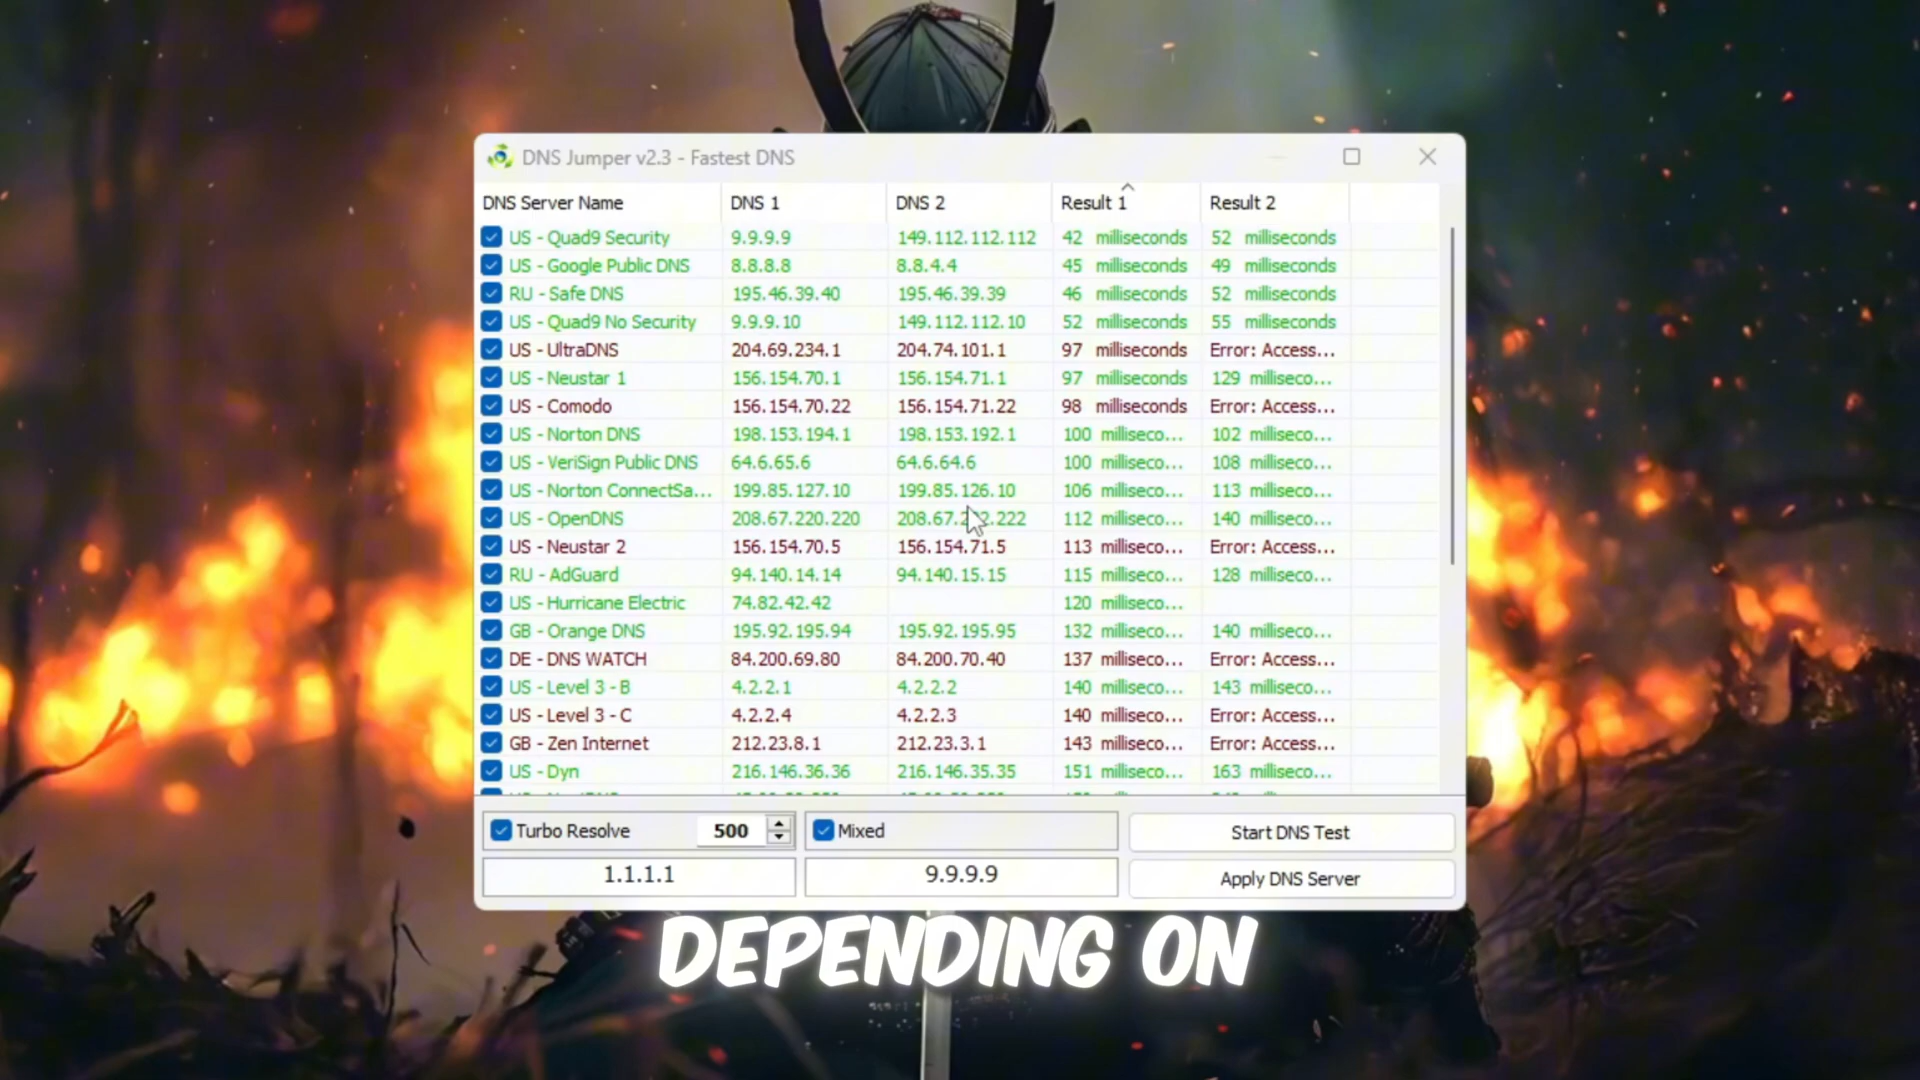 DNS Jumper v2.3 - Fastest DNS
DNS Server Name DNS 1 DNS 2 Result 1 Result 2
US - Quad9 Security 9.9.9.9 149.112.112.112 42 milliseconds 52 milliseconds
US - Google Public DNS 8.8.8.8 8.8.4.4 45 milliseconds 49 milliseconds
RU - Safe DNS 195.46.39.40 195.46.39.39 46 milliseconds 52 milliseconds
US - Quad9 No Security 9.9.9.10 149.112.112.10 52 milliseconds 55 milliseconds
US - UltraDNS 204.69.234.1 204.74.101.1 97 milliseconds Error: Access...
US - Neustar 1 156.154.70.1 156.154.71.1 97 milliseconds 129 milliseco...
US - Comodo 156.154.70.22 156.154.71.22 98 milliseconds Error: Access...
US - Norton DNS 198.153.194.1 198.153.192.1 100 milliseco... 102 milliseco...
US - VeriSign Public DNS 64.6.65.6 64.6.64.6 100 milliseco... 108 milliseco...
US - Norton ConnectSa... 199.85.127.10 199.85.126.10 106 milliseco... 113 milliseco...
US - OpenDNS 208.67.220.220 112 milliseco... 140 milliseco...
US - Neustar 2 156.154.70.5 156.154.71.5 113 milliseco... Error: Access...
RU - AdGuard 94.140.14.14 94.140.15.15 115 milliseco... 128 milliseco...
US - Hurricane Electric 74.82.42.42 120 milliseco...
GB - Orange DNS 195.92.195.94 195.92.195.95 132 milliseco... 140 milliseco...
DE - DNS WATCH 84.200.69.80 84.200.70.40 137 milliseco... Error: Access...
US - Level 3 - B 4.2.2.1 4.2.2.2 140 milliseco... 143 milliseco...
US - Level 3 - C 4.2.2.4 4.2.2.3 140 milliseco... Error: Access...
GB - Zen Internet 212.23.8.1 212.23.3.1 143 milliseco... Error: Access...
US - Dyn 216.146.36.36 216.146.35.35 151 milliseco... 163 milliseco...
Turbo Resolve 500 Mixed Start DNS Test
1.1.1.1 9.9.9.9 Apply DNS Server
DEPENDING ON